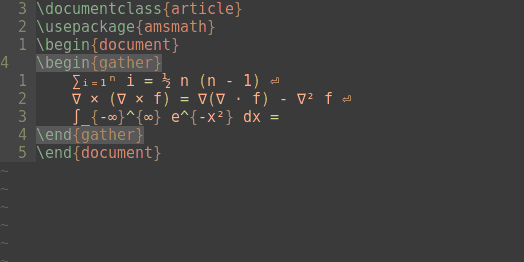 3 \documentclass{article}
2 \usepackage{amsmath}
1 \begin{document}
4 \begin{gather}
1 ∑ᵢ₌₁ⁿ i = ½ n (n - 1) ⏎
2 ∇ × (∇ × f) = ∇(∇ · f) - ∇² f ⏎
3 ∫_{-∞}^{∞} e^{-x²} dx =
4 \end{gather}
5 \end{document}
~
~
~
~
~
~